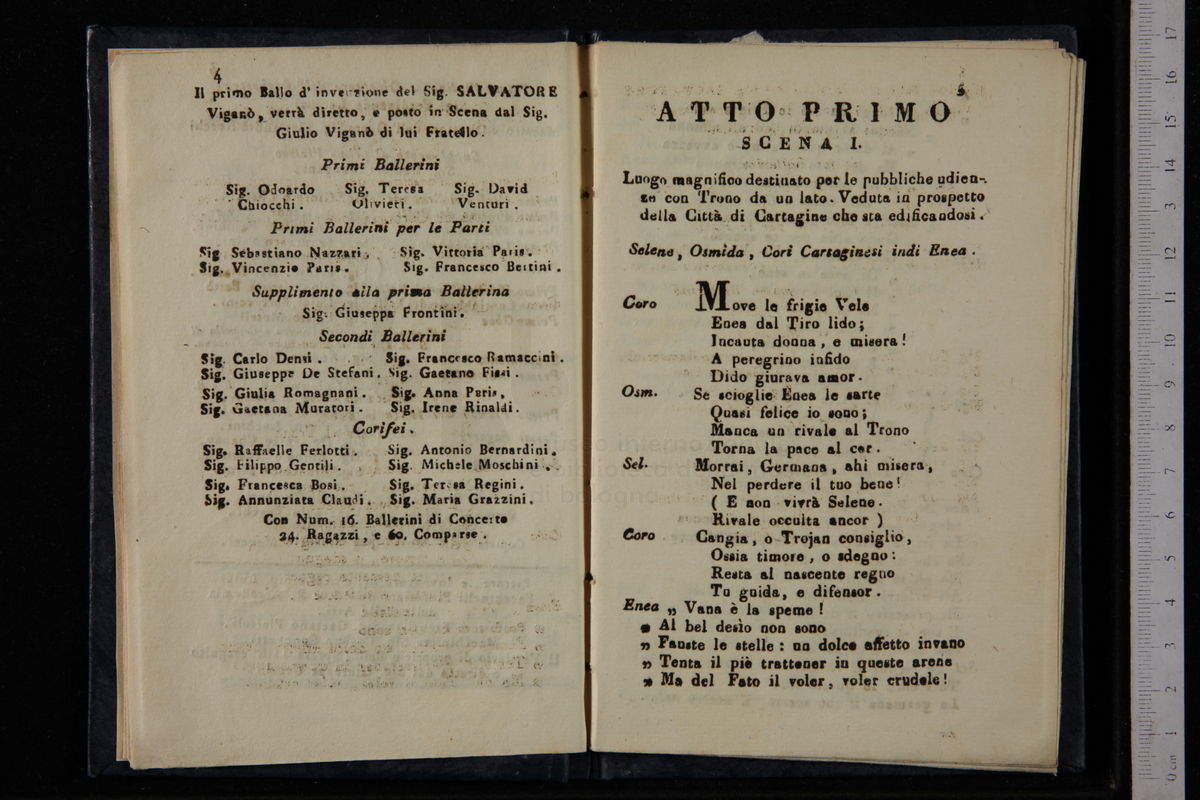 4
Il primo Ballo d' invenzione del Sig. SALVATORE
Viganò, verrà diretto, e posto in Scena dal Sig.
Giulio Viganò di lui Fratello.
Primi Ballerini
Sig. Odoardo Sig. Teresa Sig. David
Chiocchi. Olivieri. Venturi.
Primi Ballerini per le Parti
Sig Sebastiano Nazzari, Sig. Vittoria Paris.
Sig. Vincenzio Paris. Sig. Francesco Bertini.
Supplimento alla prima Ballerina
Sig. Giuseppa Frontini.
Secondi Ballerini
Sig. Carlo Densi. Sig. Francesco Ramaccini.
Sig. Giuseppe De Stefani. Sig. Gaetano Fissi.
Sig. Giulia Romagnani. Sig. Anna Paris,
Sig. Gaetana Muratori. Sig. Irene Rinaldi.
Corifei.
Sig. Raffaelle Ferlotti. Sig. Antonio Bernardini.
Sig. Filippo Gentili. Sig. Michele Moschini.
Sig. Francesca Bosi. Sig. Teresa Regini.
Sig. Annunziata Claudi. Sig. Maria Grazzini.
Con Num. 16. Ballerini di Concerto
24. Ragazzi, e 60. Comparse.
5
ATTO PRIMO
SCENA I.
Luogo magnifico destinato per le pubbliche udien-
ze con Trono da un lato. Veduta in prospetto
della Città di Cartagine che sta edificandosi.
Selene, Osmida, Cori Cartaginesi indi Enea.
Coro Move le frigie Vele
Enea dal Tiro lido;
Incauta donna, e misera!
A peregrino infido
Dido giurava amor.
Osm. Se scioglie Enea le sarte
Quasi felice io sono;
Manca un rivale al Trono
Torna la pace al cor.
Sel. Morrai, Germana, ahi misera,
Nel perdere il tuo bene!
( E non vivrà Selene.
Rivale occulta ancor )
Coro Cangia, o Trojan consiglio,
Ossia timore, o sdegno:
Resta al nascente regno
Tu guida, e difensor.
Enea „ Vana è la speme!
„ Al bel desìo non sono
„ Fauste le stelle: un dolce affetto invano
„ Tenta il piè trattener in queste arene
„ Ma del Fato il voler, voler crudele!